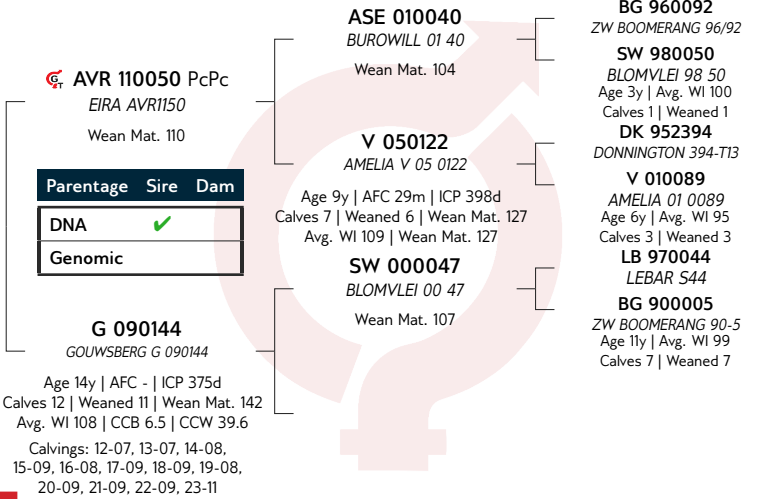 AVR 110050 PcPc
EIRA AVR1150
Wean Mat. 110
Parentage Sire Dam
DNA ✔
Genomic
G 090144
GOUWSBERG G 090144
Age 14y | AFC - | ICP 375d
Calves 12 | Weaned 11 | Wean Mat. 142
Avg. WI 108 | CCB 6.5 | CCW 39.6
Calvings: 12-07, 13-07, 14-08,
15-09, 16-08, 17-09, 18-09, 19-08,
20-09, 21-09, 22-09, 23-11
ASE 010040
BUROWILL 01 40
Wean Mat. 104
V 050122
AMELIA V 05 0122
Age 9y | AFC 29m | ICP 398d
Calves 7 | Weaned 6 | Wean Mat. 127
Avg. WI 109 | Wean Mat. 127
SW 000047
BLOMVLEI 00 47
Wean Mat. 107
BG 960092
ZW BOOMERANG 96/92
SW 980050
BLOMVLEI 98 50
Age 3y | Avg. WI 100
Calves 1 | Weaned 1
DK 952394
DONNINGTON 394-T13
V 010089
AMELIA 01 0089
Age 6y | Avg. WI 95
Calves 3 | Weaned 3
LB 970044
LEBAR S44
BG 900005
ZW BOOMERANG 90-5
Age 11y | Avg. WI 99
Calves 7 | Weaned 7